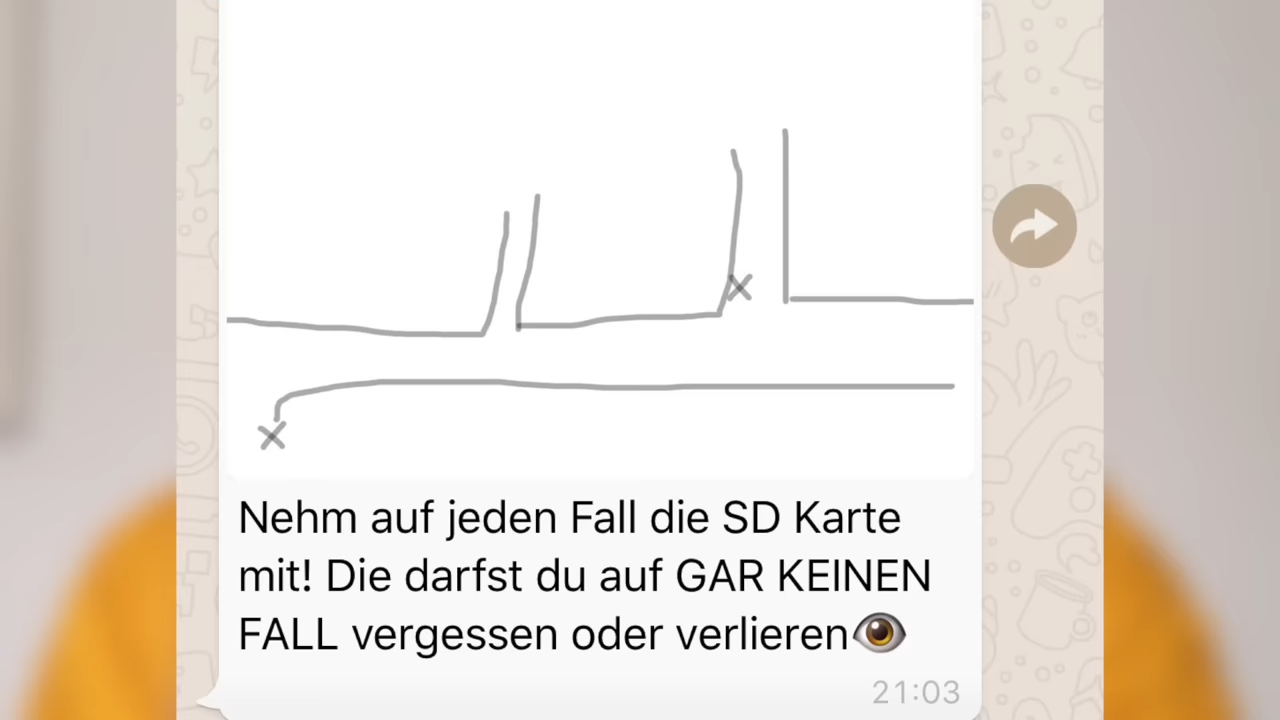 Nehm auf jeden Fall die SD Karte
mit! Die darfst du auf GAR KEINEN
FALL vergessen oder verlieren👁
21:03